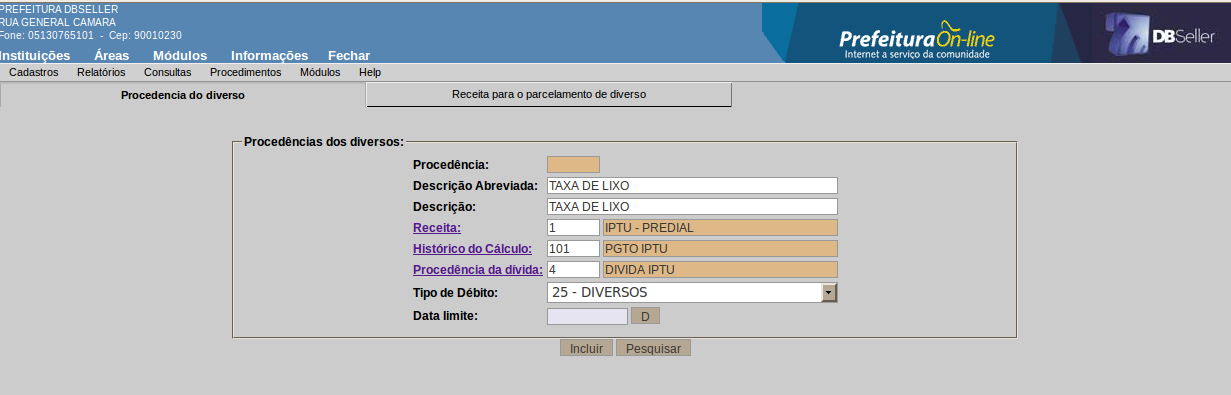 PREFEITURA DBSELLER
RUA GENERAL CAMARA
Fone: 05130765101 - Cep: 90010230
Instituições Áreas Módulos Informações Fechar
PrefeituraOn-line
Internet a serviço da comunidade
DBSeller
Cadastros Relatórios Consultas Procedimentos Módulos Help
Procedencia do diverso Receita para o parcelamento de diverso
Procedências dos diversos:
Procedência:
Descrição Abreviada: TAXA DE LIXO
Descrição: TAXA DE LIXO
Receita: 1 IPTU - PREDIAL
Histórico do Cálculo: 101 PGTO IPTU
Procedência da dívida: 4 DIVIDA IPTU
Tipo de Débito: 25 - DIVERSOS
Data limite: D
Incluir Pesquisar